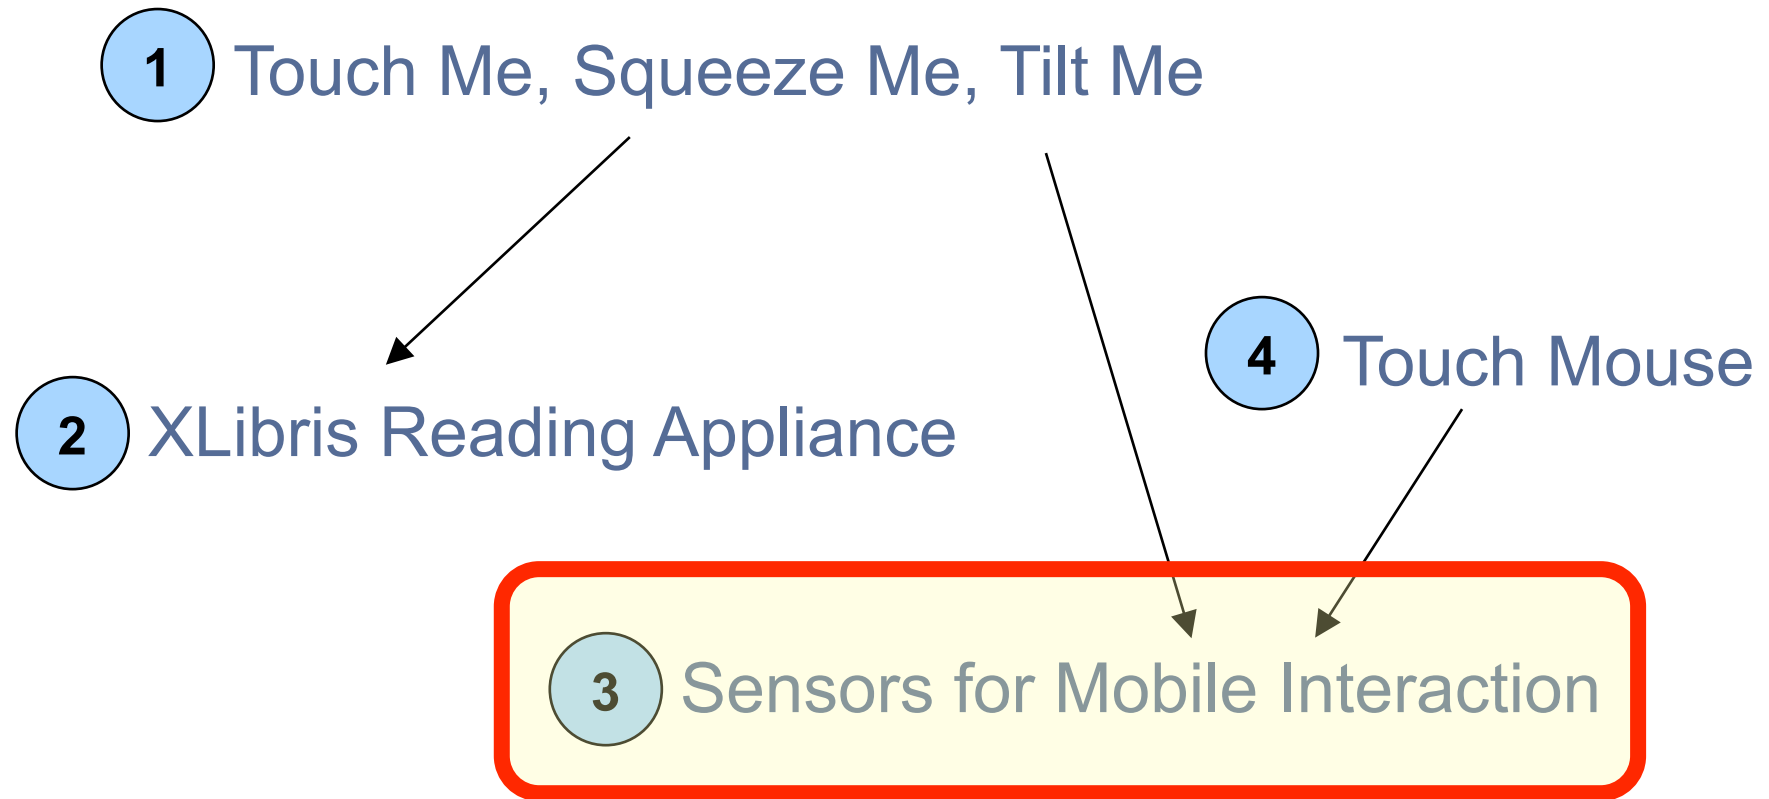 1 Touch Me, Squeeze Me, Tilt Me
4 Touch Mouse
2 XLibris Reading Appliance
3 Sensors for Mobile Interaction